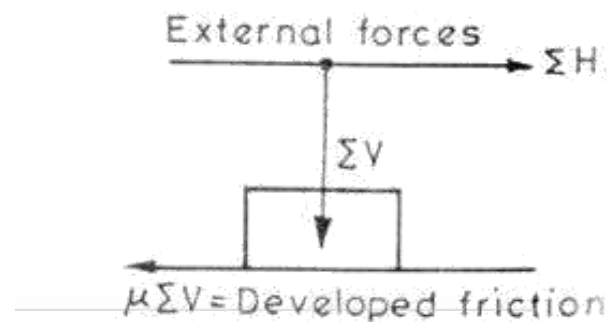 External forces
ΣH
ΣV
μΣV = Developed friction